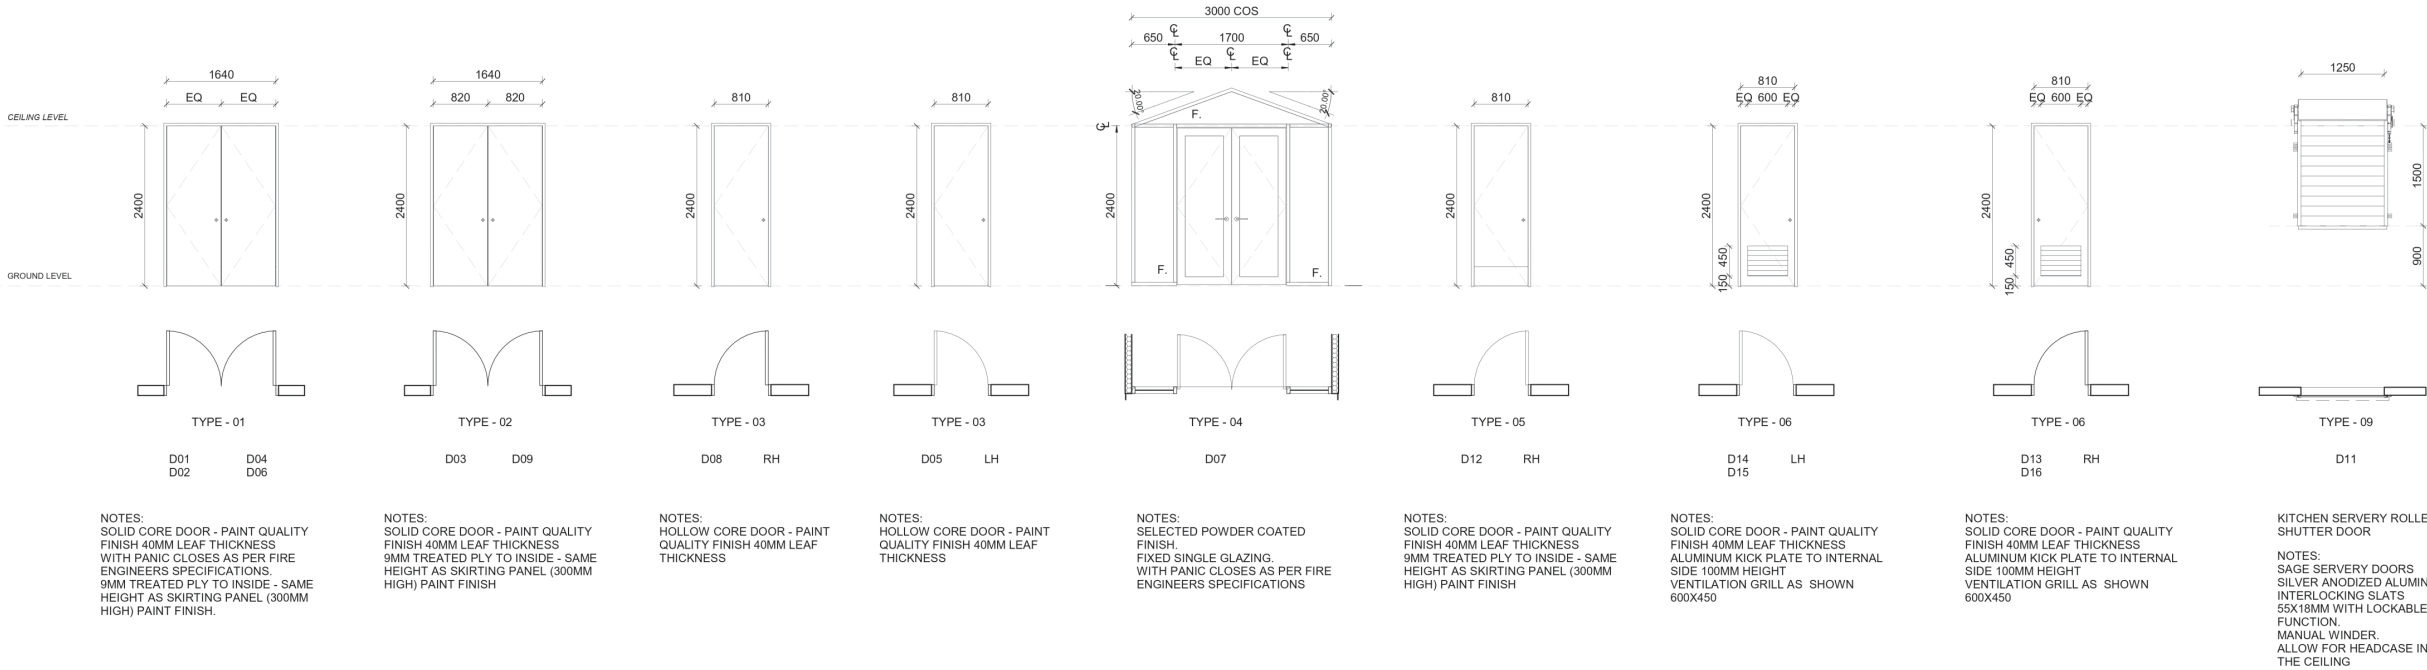 3000 COS
650 1700 650
EQ EQ
1640
EQ EQ
1640
820 820
810
810
20.00°
20.00°
F.
810
810
EQ 600 EQ
810
EQ 600 EQ
1250
CEILING LEVEL
2400
2400
2400
2400
2400
2400
2400
2400
1500
F.
F.
450
150
450
150
900
GROUND LEVEL
TYPE - 01
D01 D04
D02 D06
NOTES:
SOLID CORE DOOR - PAINT QUALITY
FINISH 40MM LEAF THICKNESS
WITH PANIC CLOSES AS PER FIRE
ENGINEERS SPECIFICATIONS.
9MM TREATED PLY TO INSIDE - SAME
HEIGHT AS SKIRTING PANEL (300MM
HIGH) PAINT FINISH.
TYPE - 02
D03 D09
NOTES:
SOLID CORE DOOR - PAINT QUALITY
FINISH 40MM LEAF THICKNESS
9MM TREATED PLY TO INSIDE - SAME
HEIGHT AS SKIRTING PANEL (300MM
HIGH) PAINT FINISH
TYPE - 03
D08 RH
NOTES:
HOLLOW CORE DOOR - PAINT
QUALITY FINISH 40MM LEAF
THICKNESS
TYPE - 03
D05 LH
NOTES:
HOLLOW CORE DOOR - PAINT
QUALITY FINISH 40MM LEAF
THICKNESS
TYPE - 04
D07
NOTES:
SELECTED POWDER COATED
FINISH.
FIXED SINGLE GLAZING.
WITH PANIC CLOSES AS PER FIRE
ENGINEERS SPECIFICATIONS
TYPE - 05
D12 RH
NOTES:
SOLID CORE DOOR - PAINT QUALITY
FINISH 40MM LEAF THICKNESS
9MM TREATED PLY TO INSIDE - SAME
HEIGHT AS SKIRTING PANEL (300MM
HIGH) PAINT FINISH
TYPE - 06
D14 LH
D15
NOTES:
SOLID CORE DOOR - PAINT QUALITY
FINISH 40MM LEAF THICKNESS
ALUMINUM KICK PLATE TO INTERNAL
SIDE 100MM HEIGHT
VENTILATION GRILL AS SHOWN
600X450
TYPE - 06
D13 RH
D16
NOTES:
SOLID CORE DOOR - PAINT QUALITY
FINISH 40MM LEAF THICKNESS
ALUMINUM KICK PLATE TO INTERNAL
SIDE 100MM HEIGHT
VENTILATION GRILL AS SHOWN
600X450
TYPE - 09
D11
KITCHEN SERVERY ROLLE
SHUTTER DOOR
NOTES:
SAGE SERVERY DOORS
SILVER ANODIZED ALUMIN
INTERLOCKING SLATS
55X18MM WITH LOCKABLE
FUNCTION.
MANUAL WINDER.
ALLOW FOR HEADCASE IN
THE CEILING